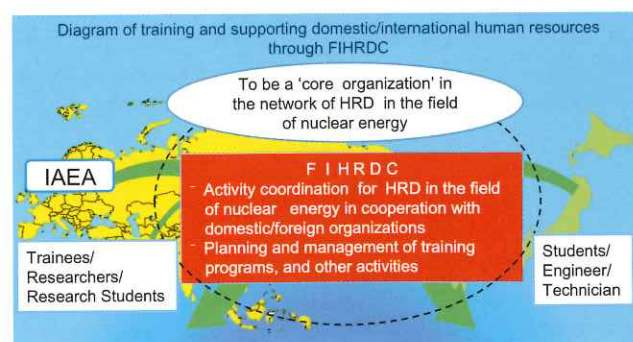 Diagram of training and supporting domestic/international human resources
through FIHRDC
To be a 'core organization' in
the network of HRD in the field
of nuclear energy
IAEA
F I H R D C
- Activity coordination for HRD in the field
of nuclear energy in cooperation with
domestic/foreign organizations
- Planning and management of training
programs, and other activities
Trainees/
Researchers/
Research Students
Students/
Engineer/
Technician